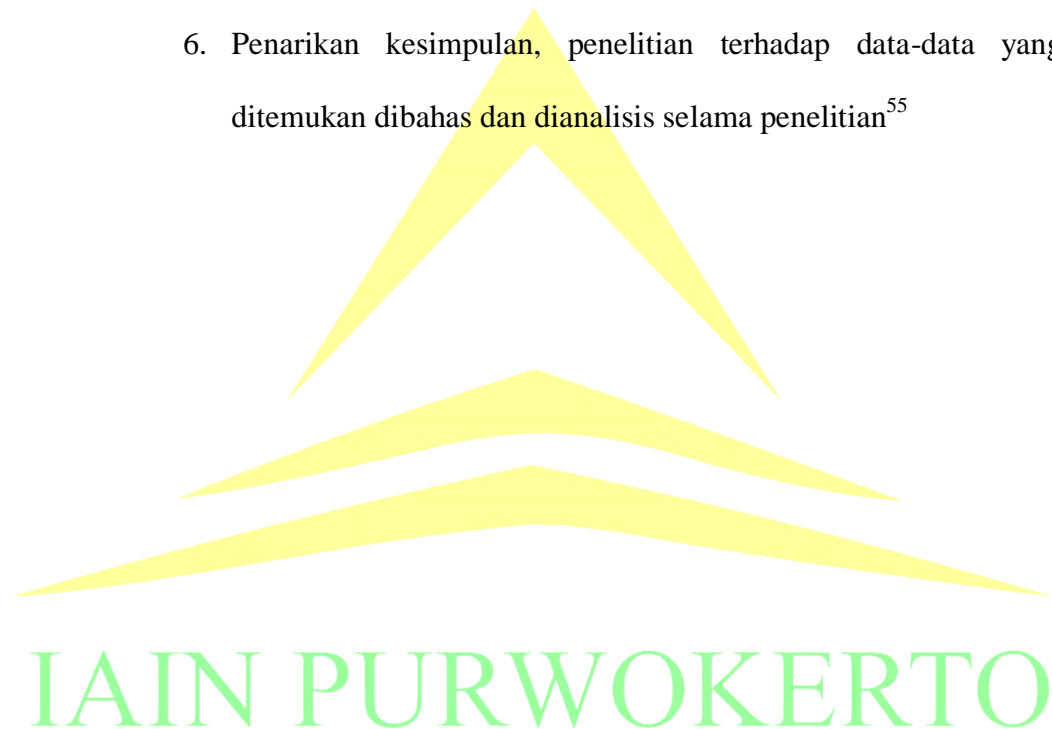 6. Penarikan kesimpulan, penelitian terhadap data-data yang
ditemukan dibahas dan dianalisis selama penelitian55
IAIN PURWOKERTO